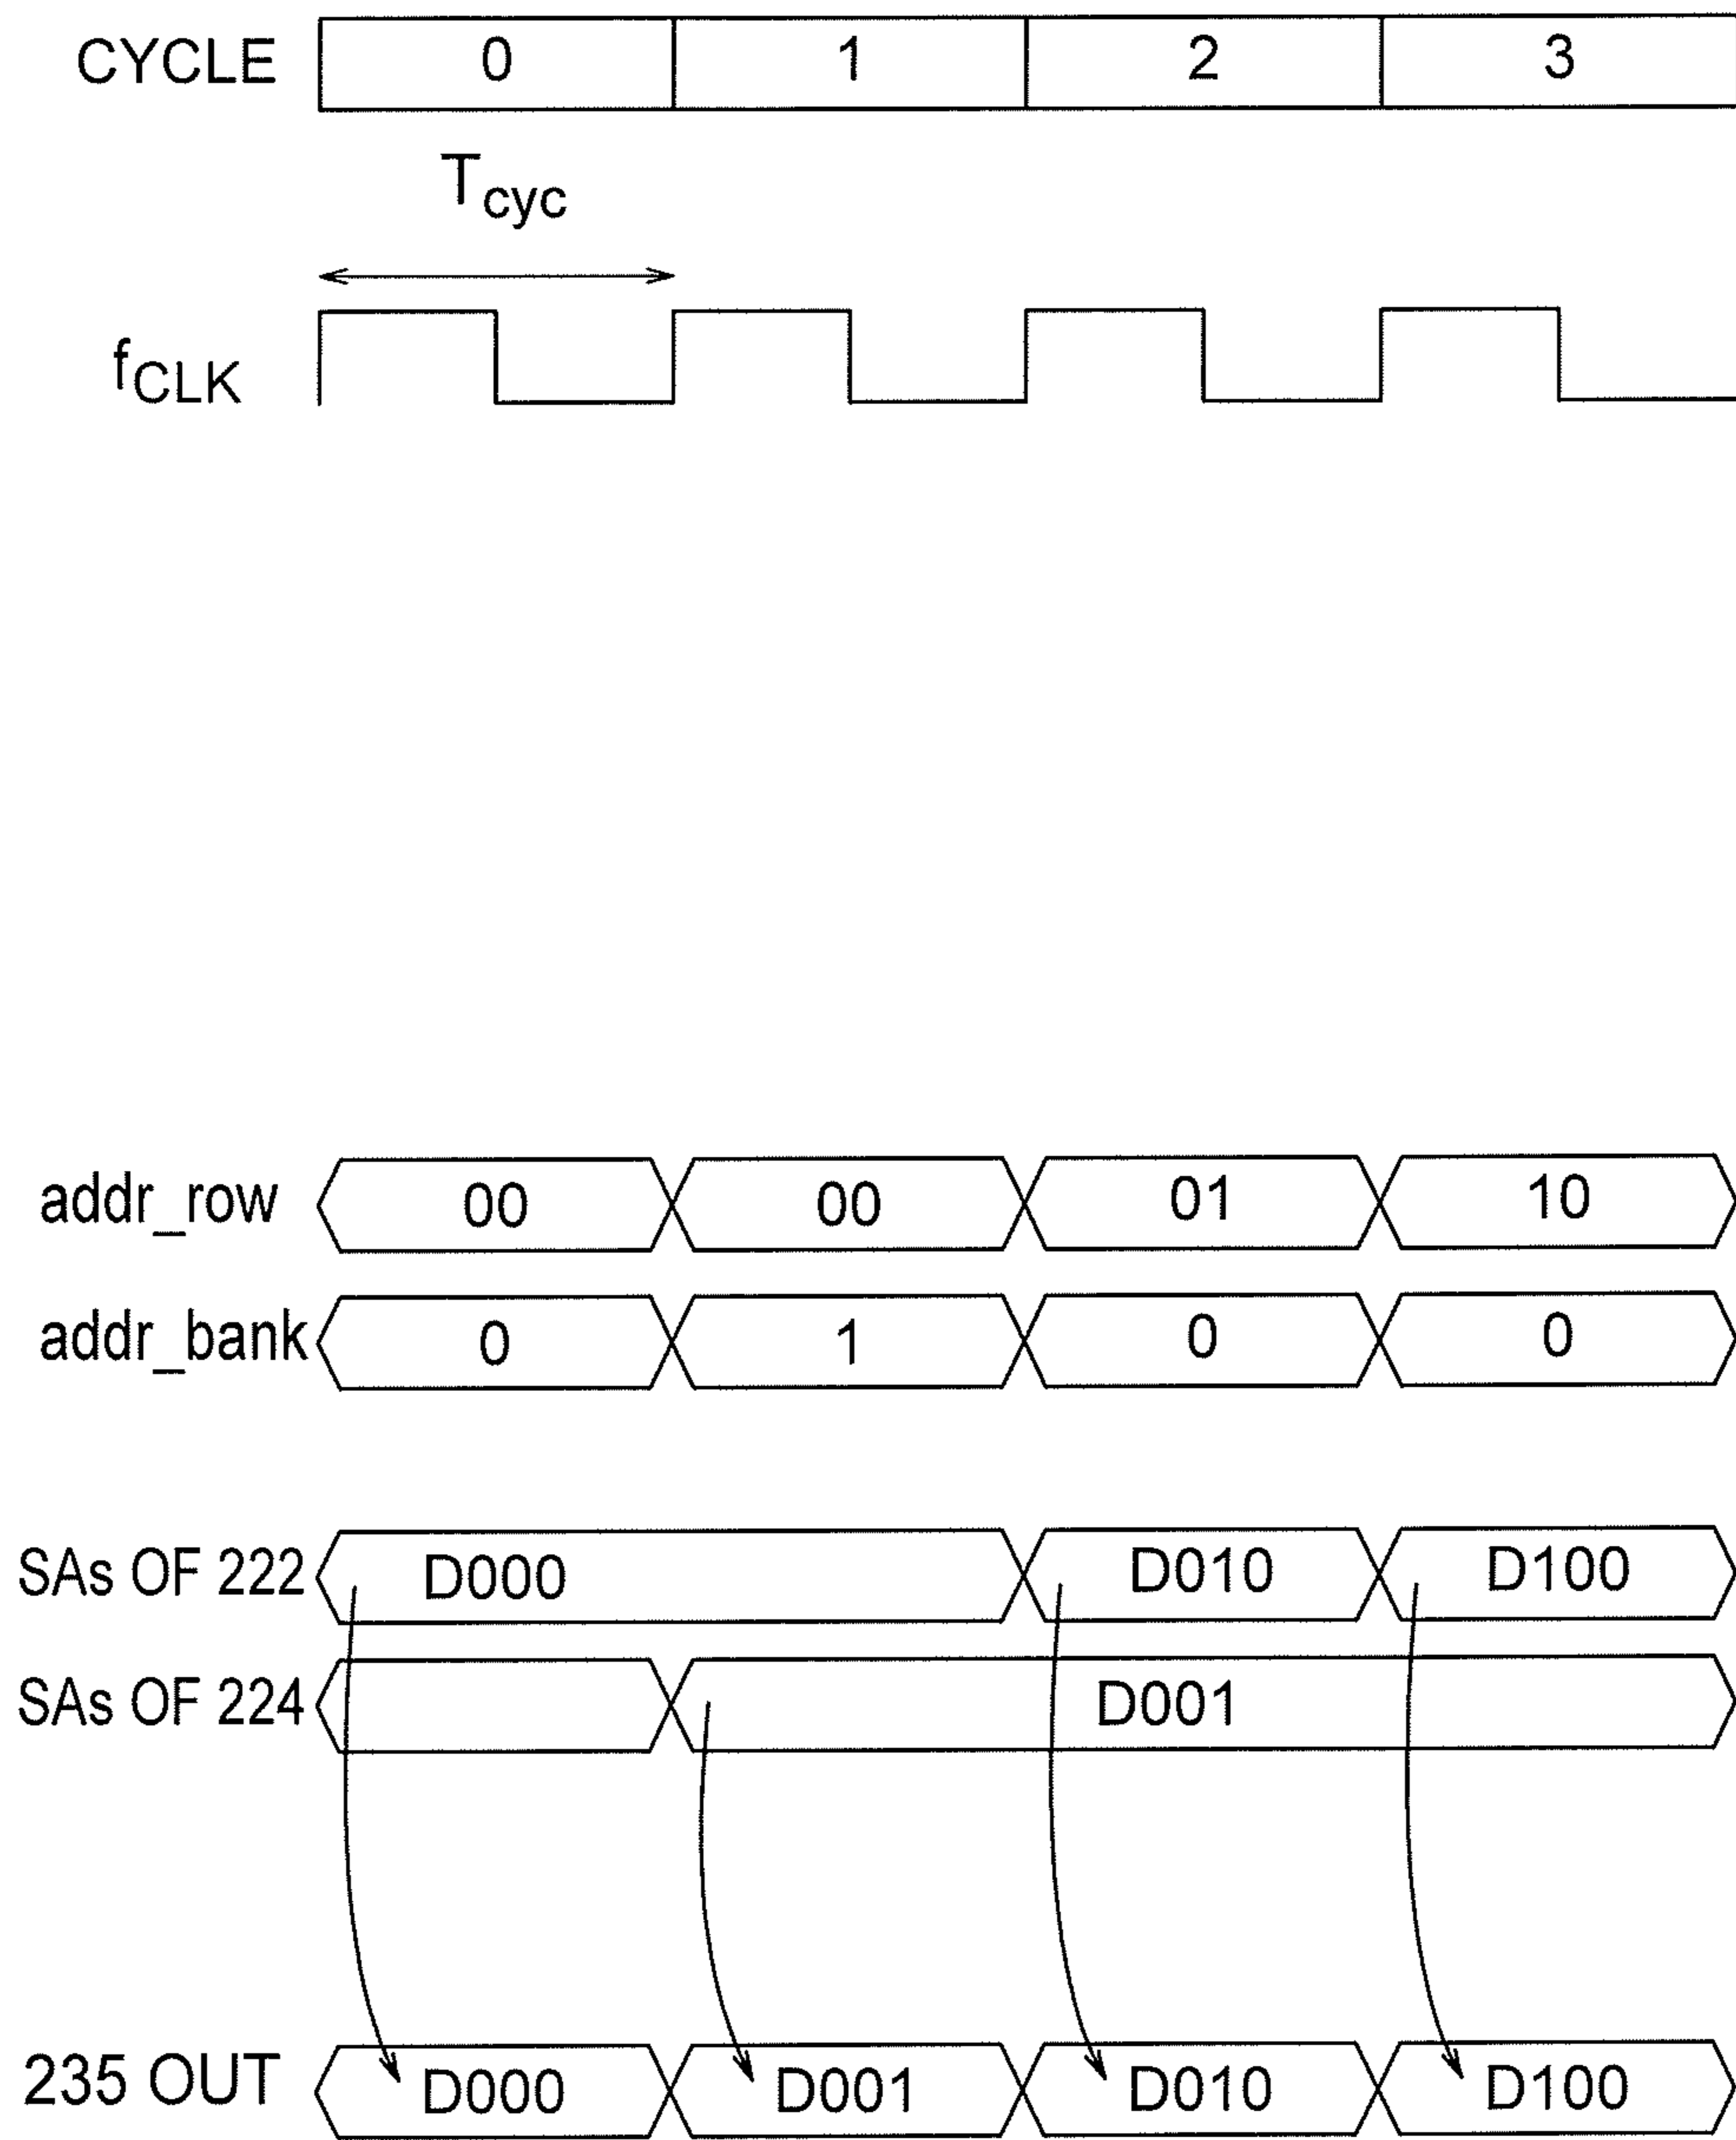 CYCLE 0 1 2 3
Tcyc
fCLK
addr_row 00 00 01 10
addr_bank 0 1 0 0
SAs OF 222 D000 D010 D100
SAs OF 224 D001
235 OUT D000 D001 D010 D100